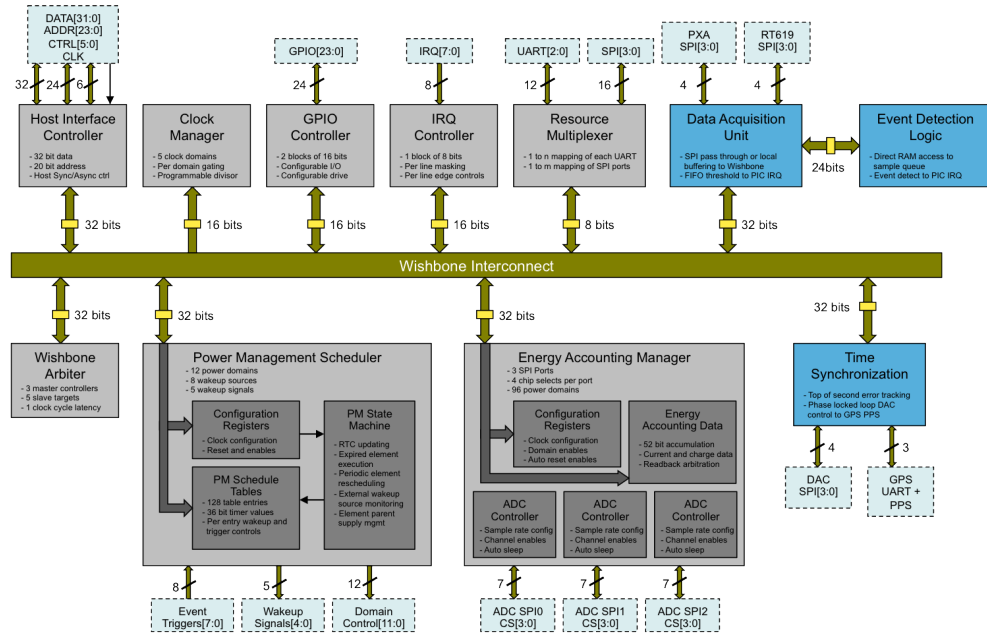 DATA[31:0]
ADDR[23:0]
CTRL[5:0]
CLK
GPIO[23:0]
IRQ[7:0]
UART[2:0]
SPI[3:0]
PXA
SPI[3:0]
RT619
SPI[3:0]
32
24
6
24
8
12
16
4
4
Host Interface
Controller
- 32 bit data
- 20 bit address
- Host Sync/Async ctrl
Clock
Manager
- 5 clock domains
- Per domain gating
- Programmable divisor
GPIO
Controller
- 2 blocks of 16 bits
- Configurable I/O
- Configurable drive
IRQ
Controller
- 1 block of 8 bits
- Per line masking
- Per line edge controls
Resource
Multiplexer
- 1 to n mapping of each UART
- 1 to m mapping of SPI ports
Data Acquisition
Unit
- SPI pass through or local
buffering to Wishbone
- FIFO threshold to PIC IRQ
24bits
Event Detection
Logic
- Direct RAM access to
sample queue
- Event detect to PIC IRQ
32 bits
16 bits
16 bits
16 bits
8 bits
32 bits
Wishbone Interconnect
32 bits
32 bits
32 bits
32 bits
Wishbone
Arbiter
- 3 master controllers
- 5 slave targets
- 1 clock cycle latency
Power Management Scheduler
- 12 power domains
- 8 wakeup sources
- 5 wakeup signals
Configuration
Registers
- Clock configuration
- Reset and enables
PM Schedule
Tables
- 128 table entries
- 36 bit timer values
- Per entry wakeup and
trigger controls
PM State
Machine
- RTC updating
- Expired element
execution
- Periodic element
rescheduling
- External wakeup
source monitoring
- Element parent
supply mgmt
Energy Accounting Manager
- 3 SPI Ports
- 4 chip selects per port
- 96 power domains
Configuration
Registers
- Clock configuration
- Domain enables
- Auto reset enables
Energy
Accounting Data
- 52 bit accumulation
- Current and charge data
- Readback arbitration
ADC
Controller
- Sample rate config
- Channel enables
- Auto sleep
ADC
Controller
- Sample rate config
- Channel enables
- Auto sleep
ADC
Controller
- Sample rate config
- Channel enables
- Auto sleep
Time
Synchronization
- Top of second error tracking
- Phase locked loop DAC
control to GPS PPS
4
3
DAC
SPI[3:0]
GPS
UART +
PPS
8
5
12
7
7
7
Event
Triggers[7:0]
Wakeup
Signals[4:0]
Domain
Control[11:0]
ADC SPI0
CS[3:0]
ADC SPI1
CS[3:0]
ADC SPI2
CS[3:0]